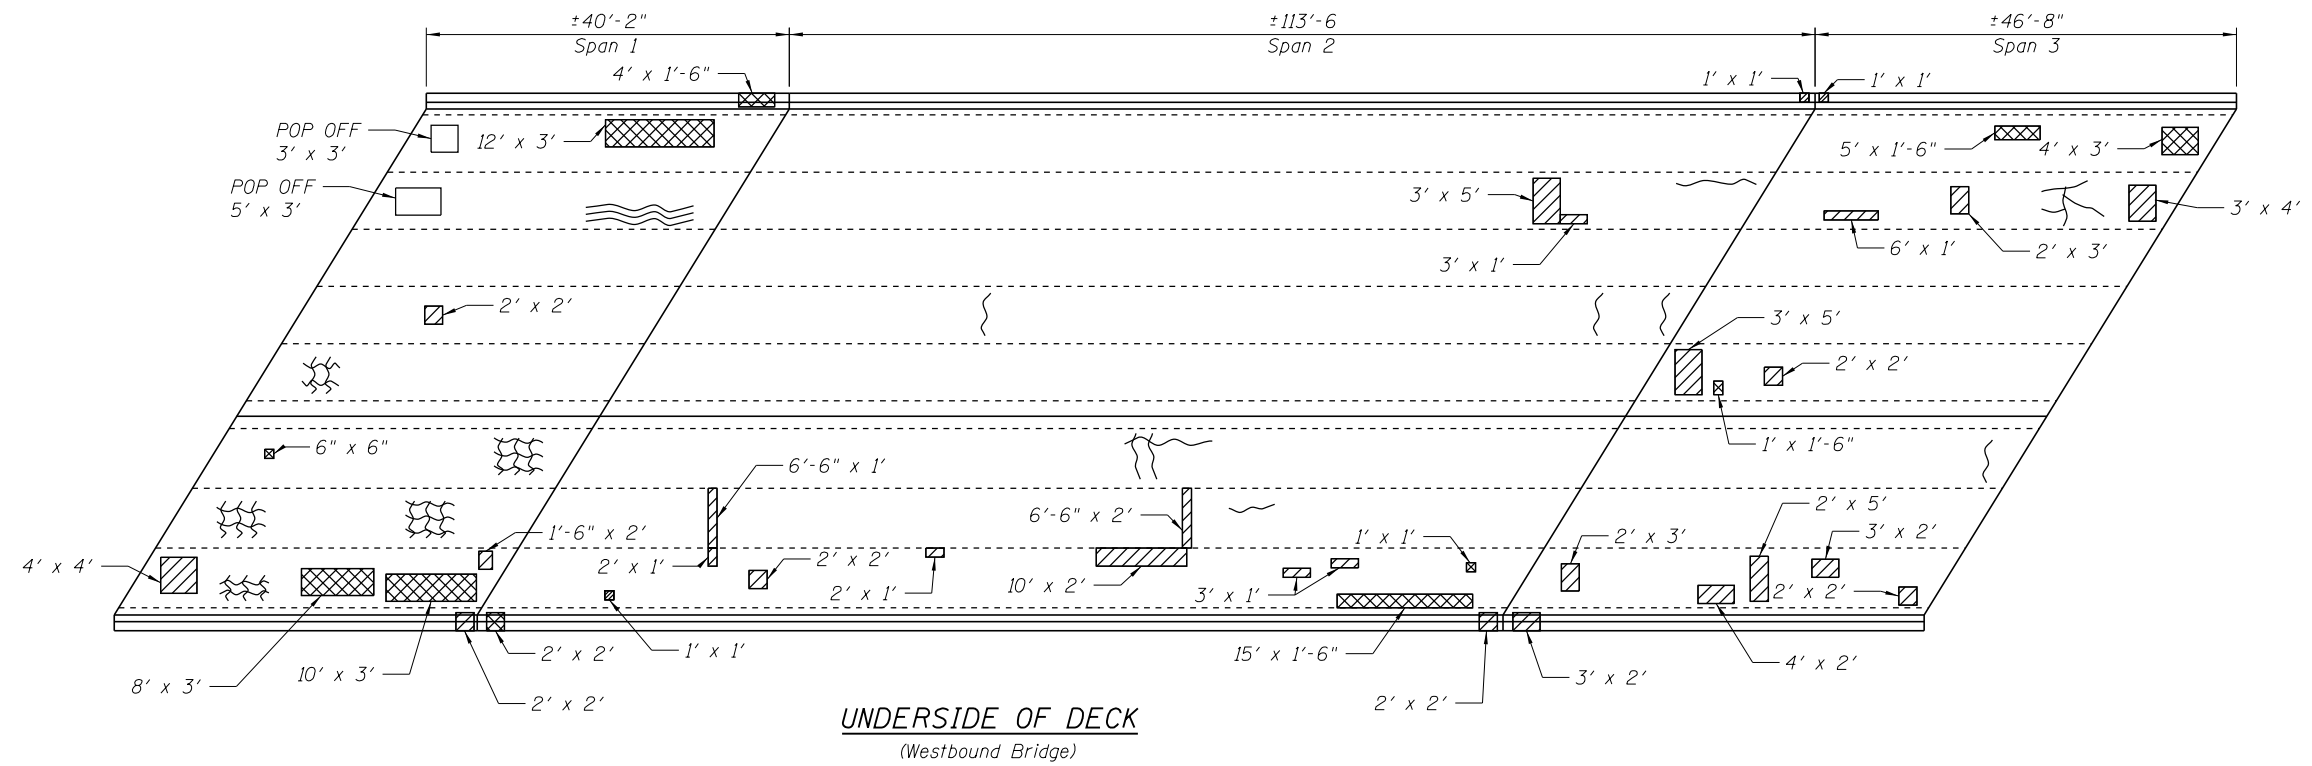 ±40'-2"
Span 1
±113'-6
Span 2
±46'-8"
Span 3
4' x 1'-6"
1' x 1'
1' x 1'
POP OFF
3' x 3'
12' x 3'
5' x 1'-6"
4' x 3'
POP OFF
5' x 3'
3' x 5'
3' x 1'
6' x 1'
2' x 3'
3' x 4'
2' x 2'
3' x 5'
2' x 2'
1' x 1'-6"
6" x 6"
6'-6" x 1'
6'-6" x 2'
2' x 5'
1'-6" x 2'
1' x 1'
2' x 3'
3' x 2'
4' x 4'
2' x 1'
2' x 2'
2' x 1'
10' x 2'
3' x 1'
2' x 2'
8' x 3'
10' x 3'
2' x 2'
1' x 1'
15' x 1'-6"
4' x 2'
3' x 2'
2' x 2'
2' x 2'
UNDERSIDE OF DECK
(Westbound Bridge)